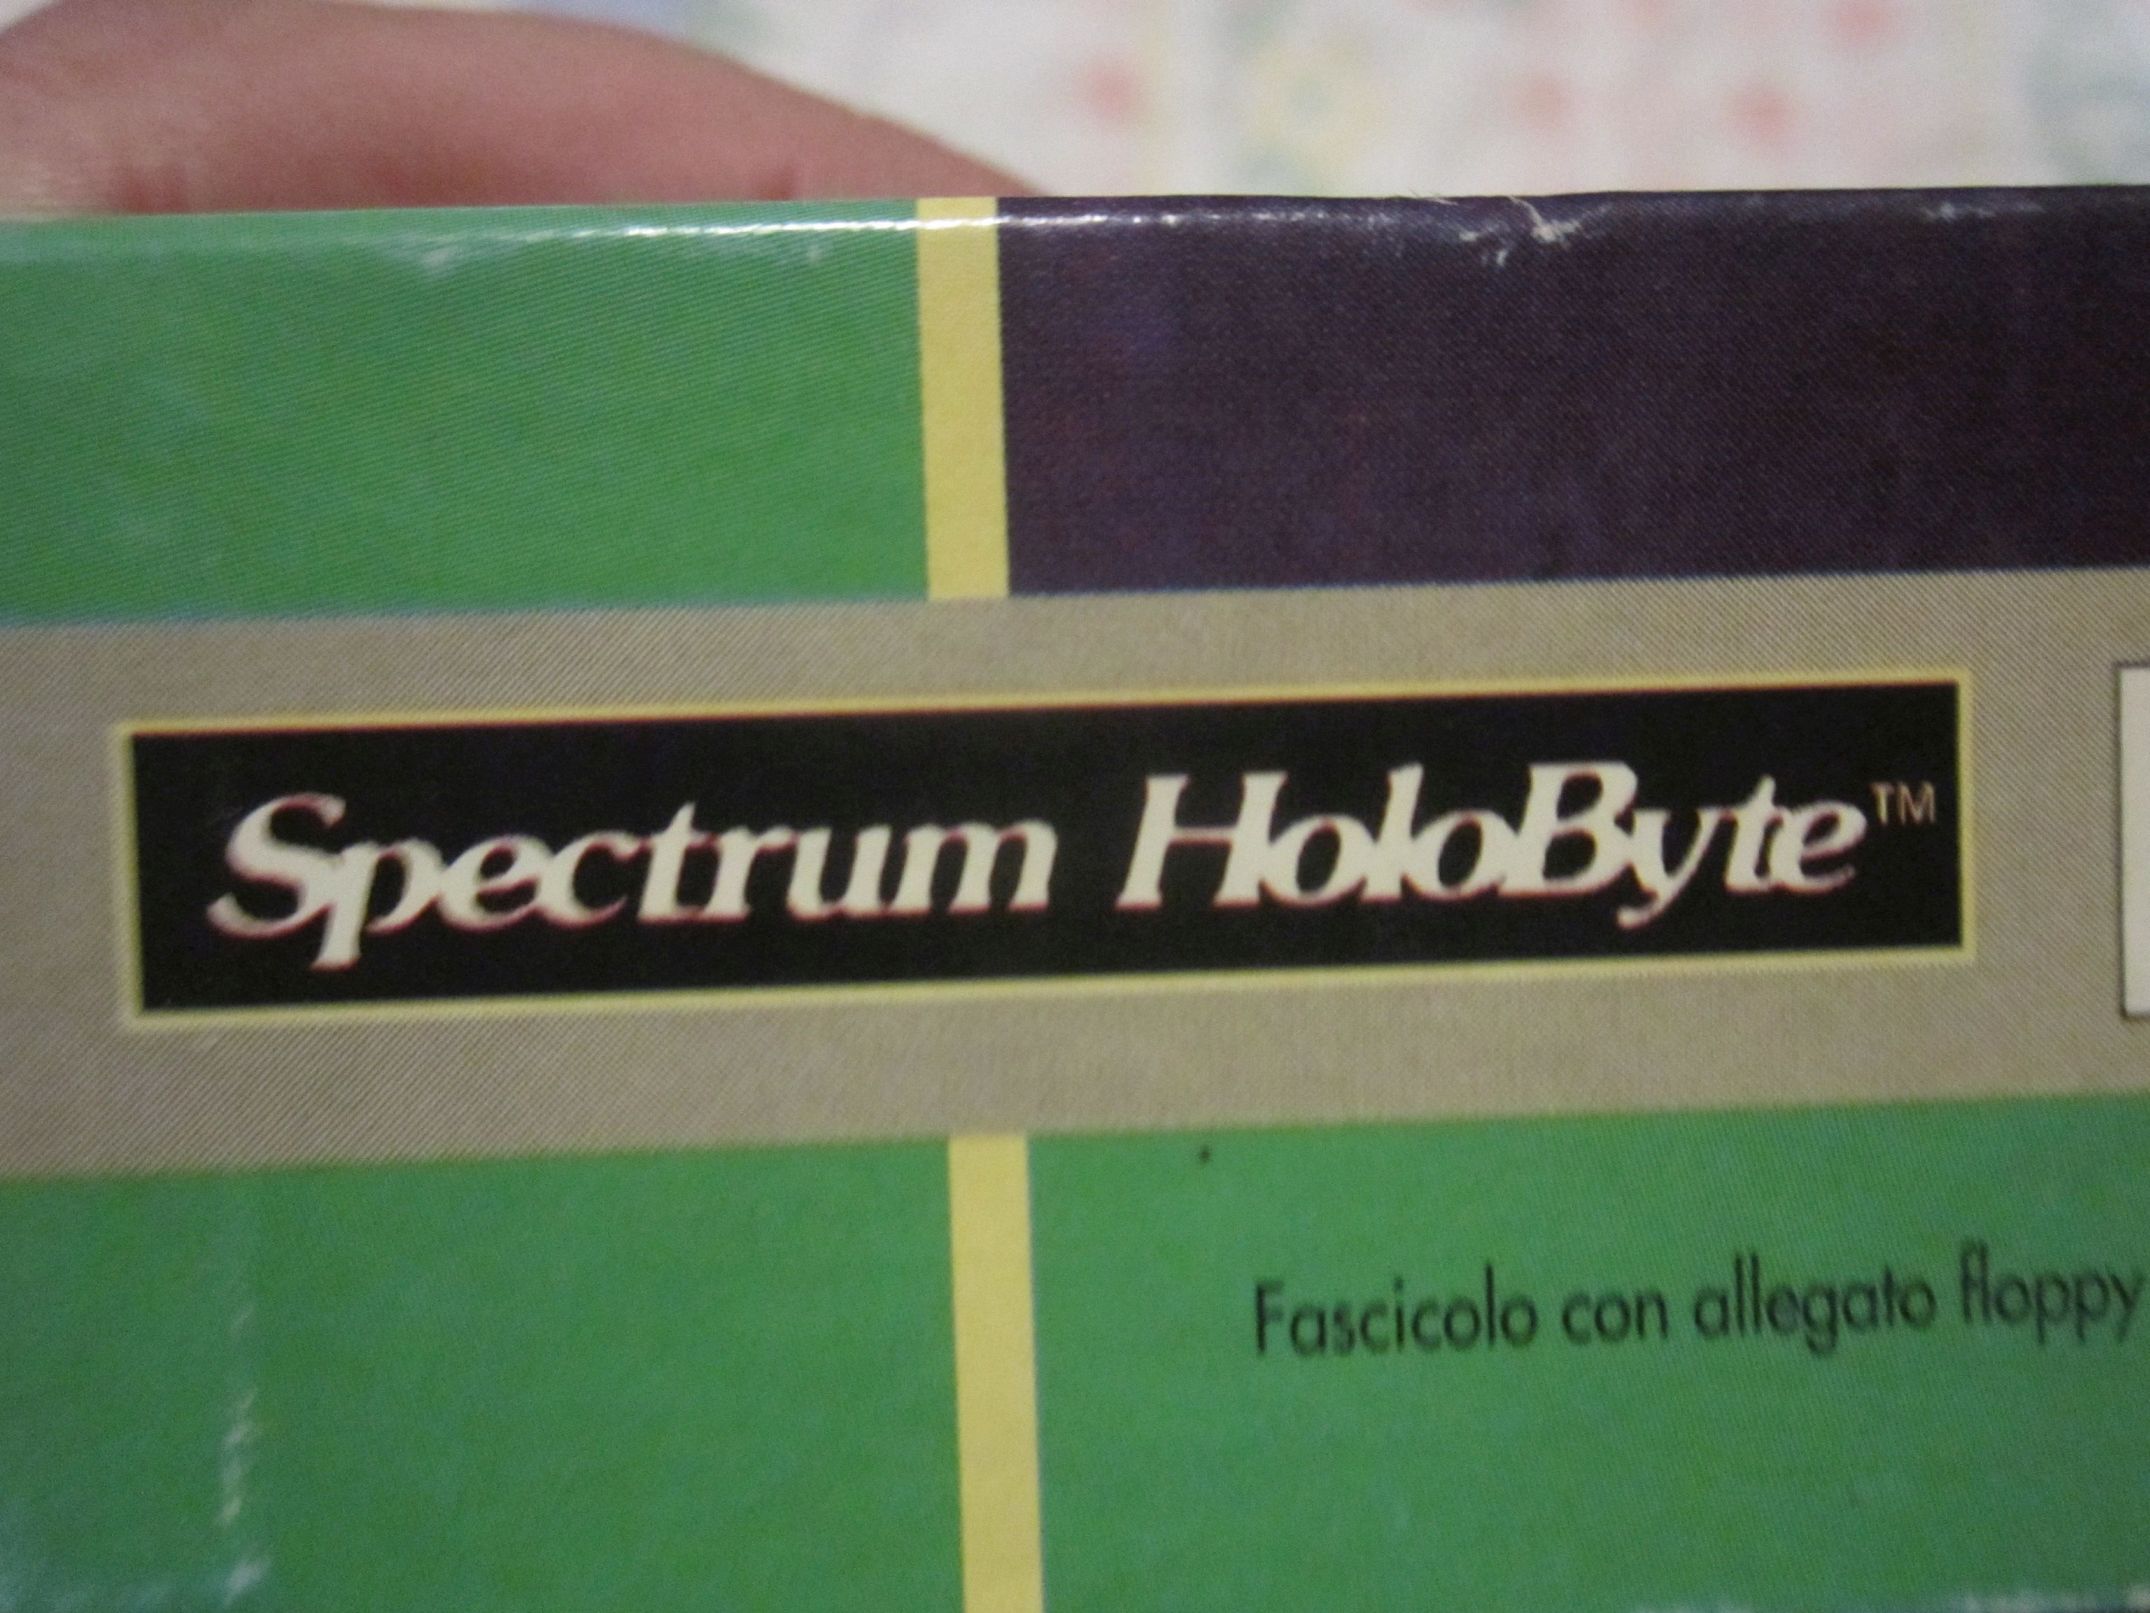 Spectrum HoloByte™
Fascicolo con allegato floppy